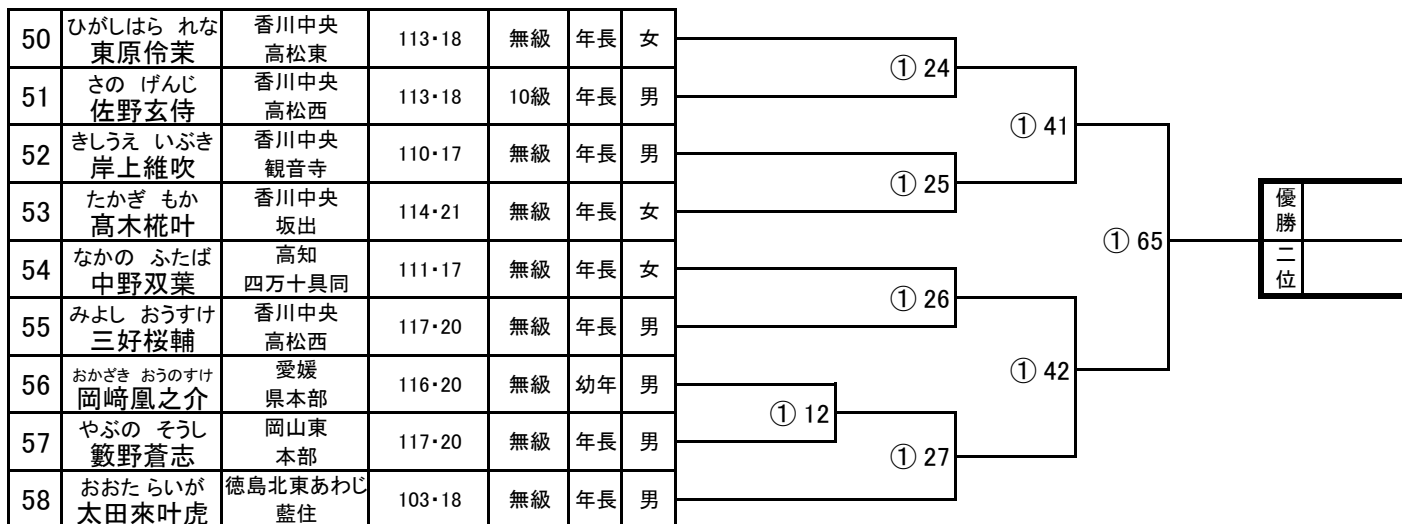 50 ひがしはら れな 東原伶茉 香川中央 高松東 113・18 無級 年長 女
51 さの げんじ 佐野玄侍 香川中央 高松西 113・18 10級 年長 男
52 きしうえ いぶき 岸上維吹 香川中央 観音寺 110・17 無級 年長 男
53 たかぎ もか 髙木椛叶 香川中央 坂出 114・21 無級 年長 女
54 なかの ふたば 中野双葉 高知 四万十具同 111・17 無級 年長 女
55 みよし おうすけ 三好桜輔 香川中央 高松西 117・20 無級 年長 男
56 おかざき おうのすけ 岡﨑凰之介 愛媛 県本部 116・20 無級 幼年 男
57 やぶの そうし 籔野蒼志 岡山東 本部 117・20 無級 年長 男
58 おおた らいが 太田來叶虎 徳島北東あわじ 藍住 103・18 無級 年長 男
① 24
① 41
① 25
① 65
① 26
① 42
① 12
① 27
優勝
二位